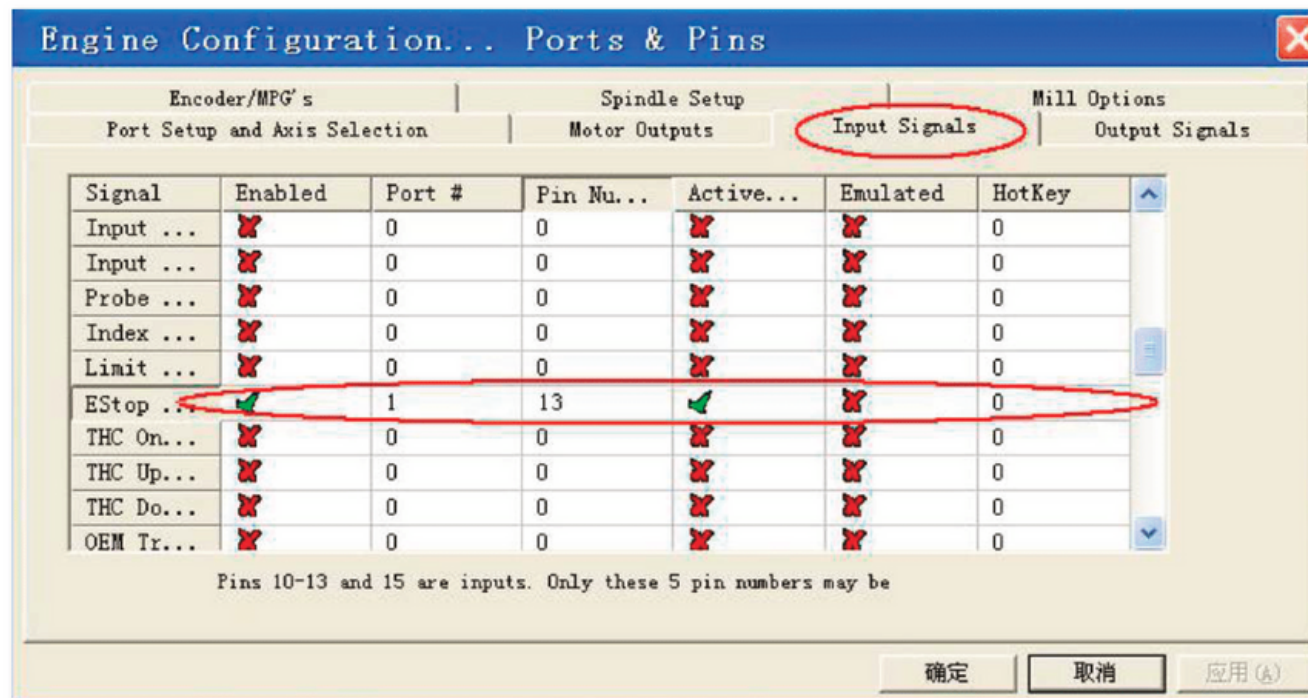 Engine Configuration... Ports & Pins
Encoder/MPG's Spindle Setup Mill Options
Port Setup and Axis Selection Motor Outputs Input Signals Output Signals
Signal Enabled Port # Pin Nu... Active... Emulated HotKey
Input ... 0 0 0
Input ... 0 0 0
Probe ... 0 0 0
Index ... 0 0 0
Limit ... 0 0 0
EStop ... 1 13 0
THC On... 0 0 0
THC Up... 0 0 0
THC Do... 0 0 0
OEM Tr... 0 0 0
Pins 10-13 and 15 are inputs. Only these 5 pin numbers may be
确定 取消 应用(A)